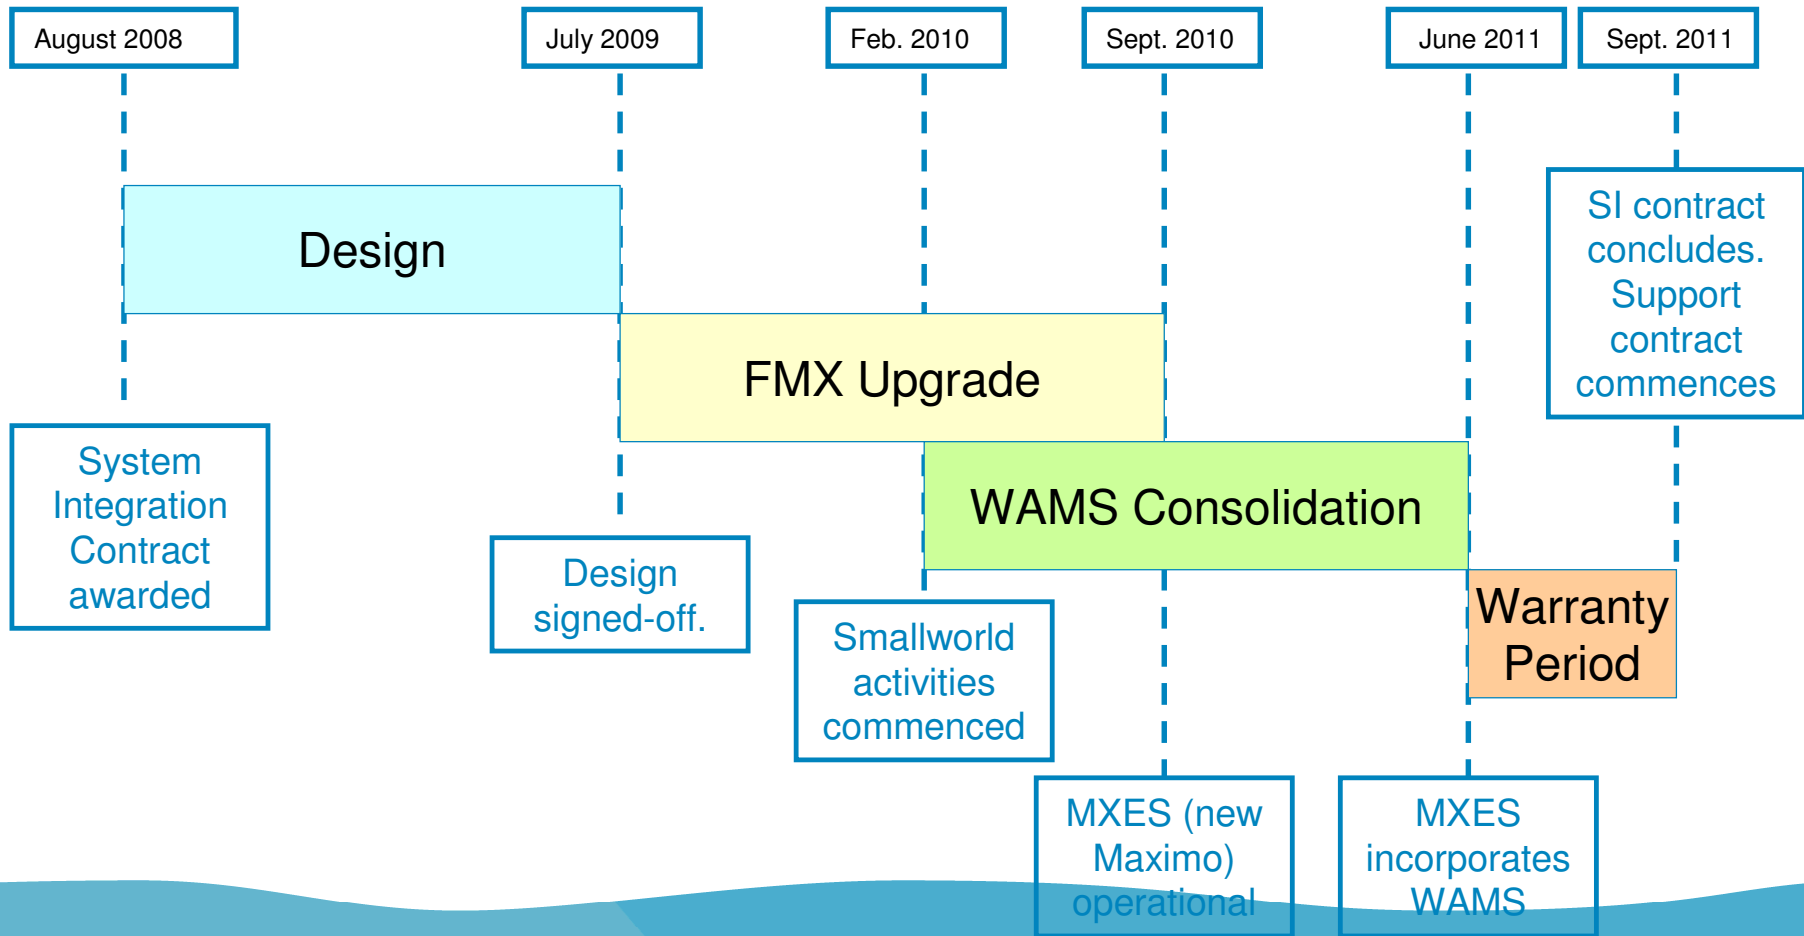 August 2008
July 2009
Feb. 2010
Sept. 2010
June 2011
Sept. 2011
Design
FMX Upgrade
WAMS Consolidation
Warranty
Period
System
Integration
Contract
awarded
Design
signed-off.
Smallworld
activities
commenced
MXES (new
Maximo)
operational
MXES
incorporates
WAMS
SI contract
concludes.
Support
contract
commences